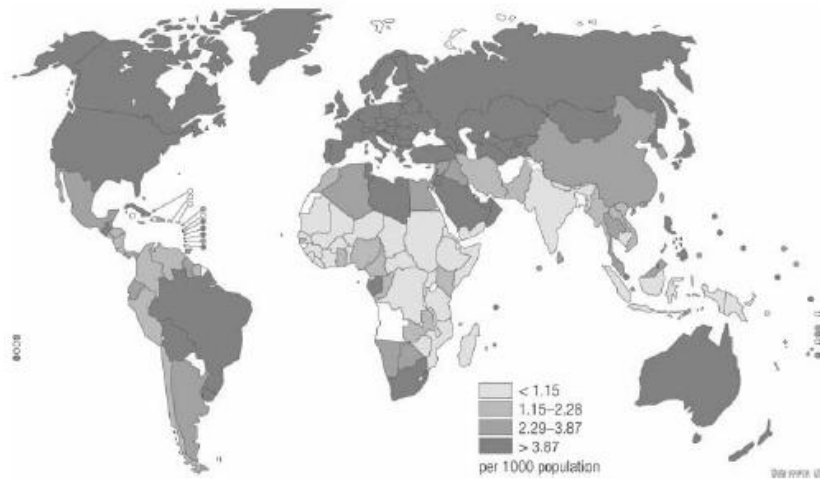 < 1.15
1.15–2.28
2.29–3.87
> 3.87
per 1000 population